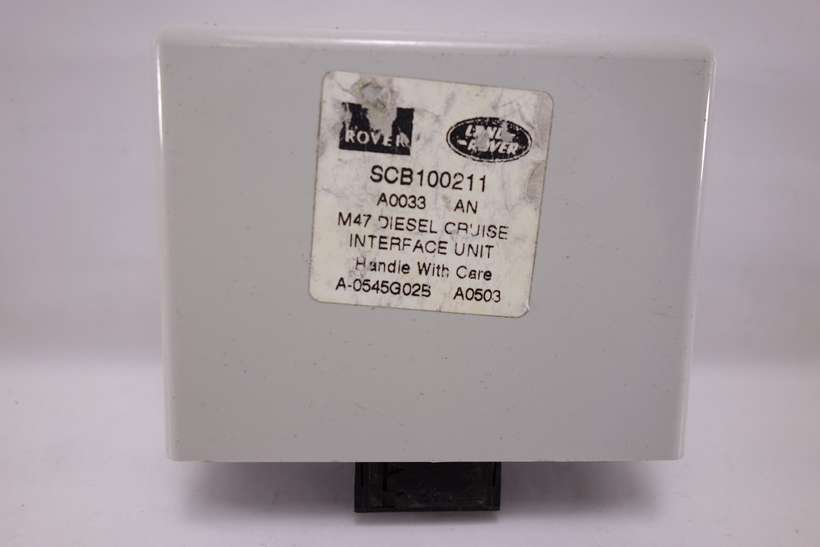 ROVER
LAND
-ROVER
SCB100211
A0033 AN
M47 DIESEL CRUISE
INTERFACE UNIT
Handle With Care
A-0545G02B A0503